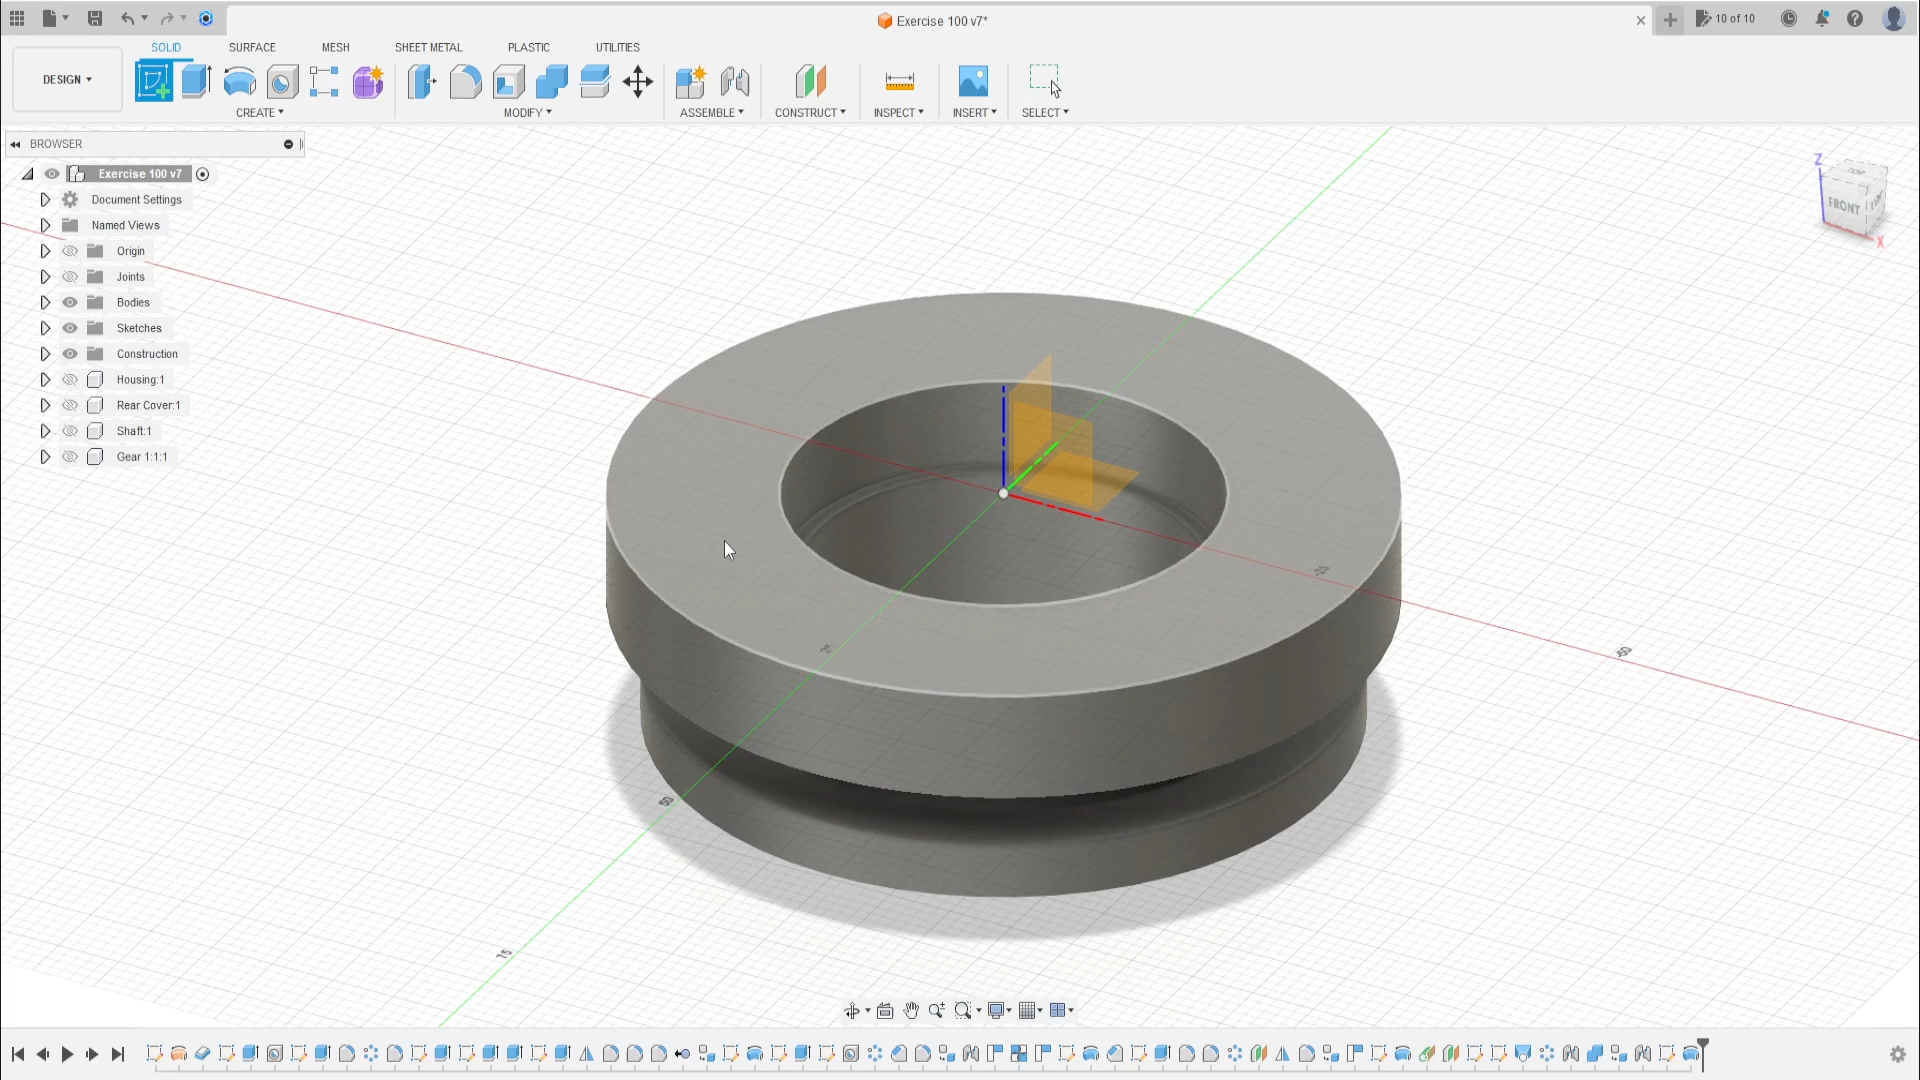 Exercise 100 v7*
10 of 10
SOLID
SURFACE
MESH
SHEET METAL
PLASTIC
UTILITIES
DESIGN
CREATE
MODIFY
ASSEMBLE
CONSTRUCT
INSPECT
INSERT
SELECT
BROWSER
Exercise 100 v7
Document Settings
Named Views
Origin
Joints
Bodies
Sketches
Construction
Housing:1
Rear Cover:1
Shaft:1
Gear 1:1:1
Z
TOP
FRONT
X
50